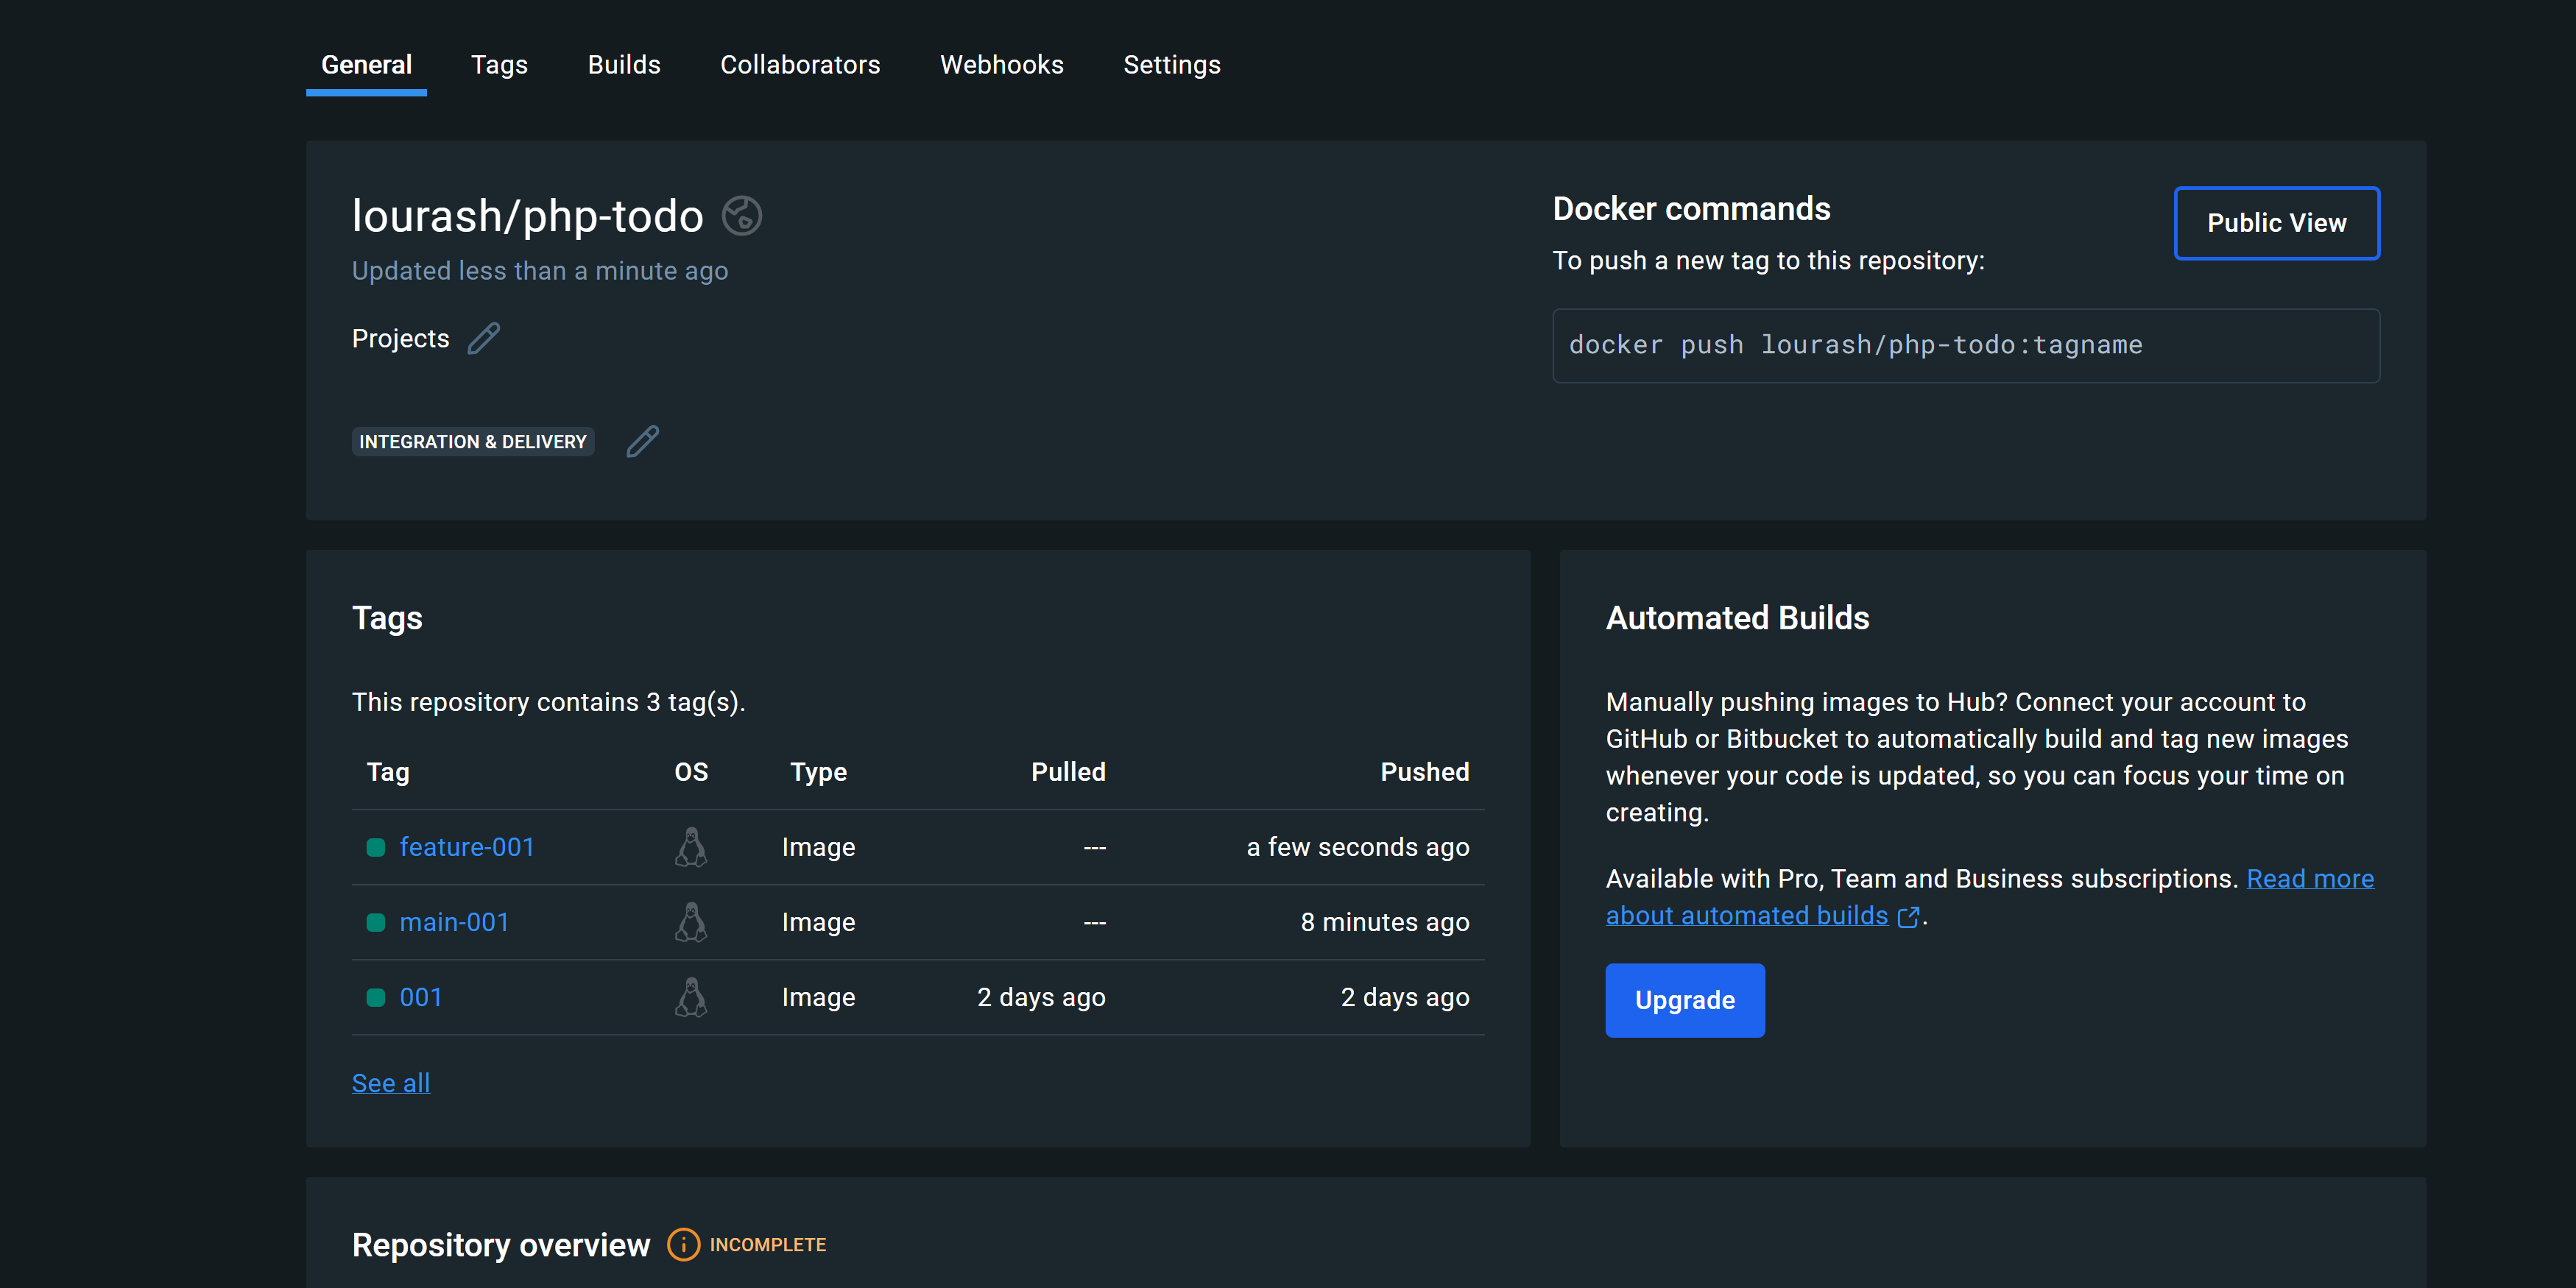 General Tags Builds Collaborators Webhooks Settings
lourash/php-todo
Updated less than a minute ago
Projects
INTEGRATION & DELIVERY
Docker commands
Public View
To push a new tag to this repository:
docker push lourash/php-todo:tagname
Tags
This repository contains 3 tag(s).
Tag OS Type Pulled Pushed
feature-001 Image --- a few seconds ago
main-001 Image --- 8 minutes ago
001 Image 2 days ago 2 days ago
See all
Automated Builds
Manually pushing images to Hub? Connect your account to
GitHub or Bitbucket to automatically build and tag new images
whenever your code is updated, so you can focus your time on
creating.
Available with Pro, Team and Business subscriptions. Read more
about automated builds .
Upgrade
Repository overview INCOMPLETE